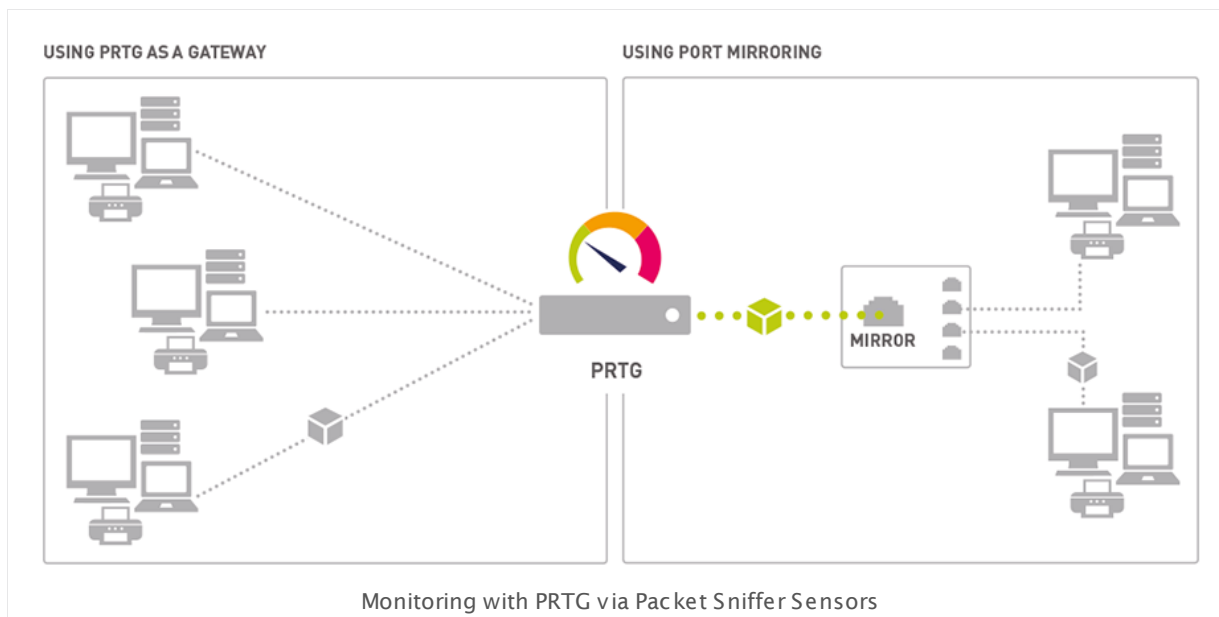 USING PRTG AS A GATEWAY
USING PORT MIRRORING
MIRROR
PRTG
Monitoring with PRTG via Packet Sniffer Sensors